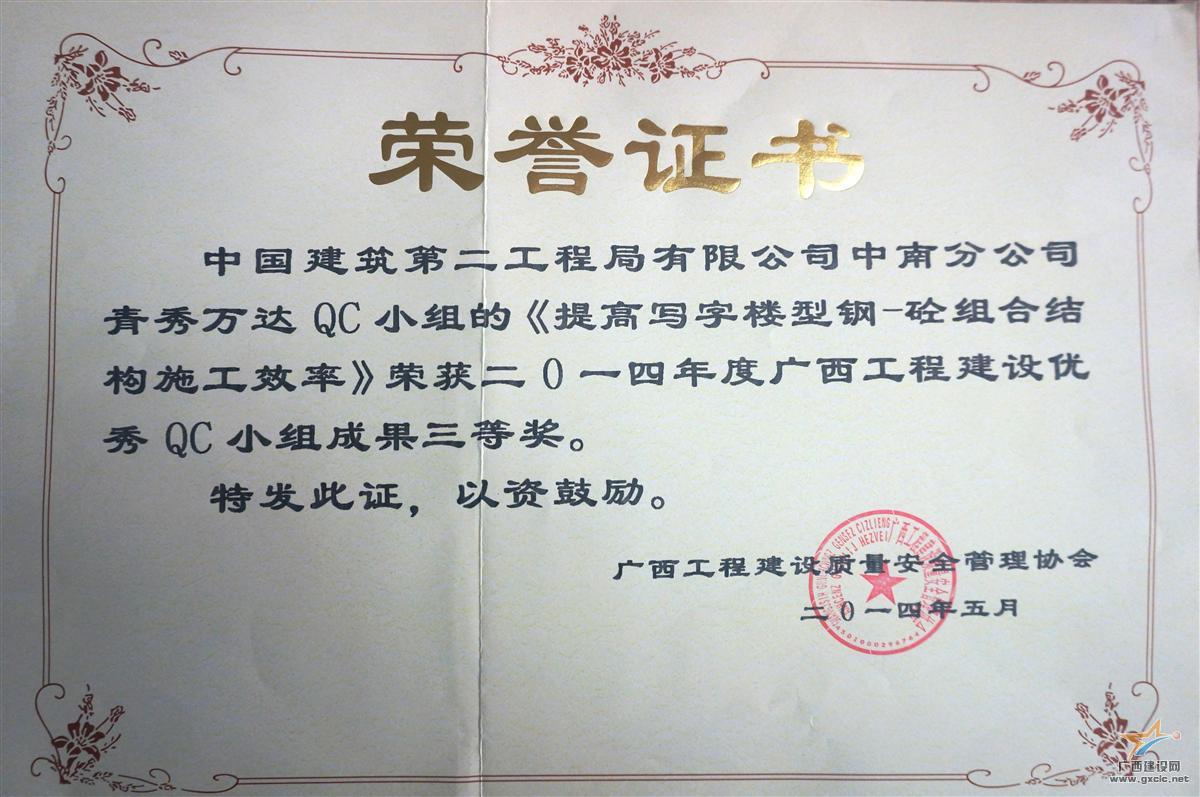 荣誉证书
中国建筑第二工程局有限公司中南分公司
青秀万达QC小组的《提高写字楼型钢-砼组合结
构施工效率》荣获二0一四年度广西工程建设优
秀QC小组成果三等奖。
特发此证，以资鼓励。
广西工程建设质量安全管理协会
二0一四年五月
广西建设网
www.gxcic.net